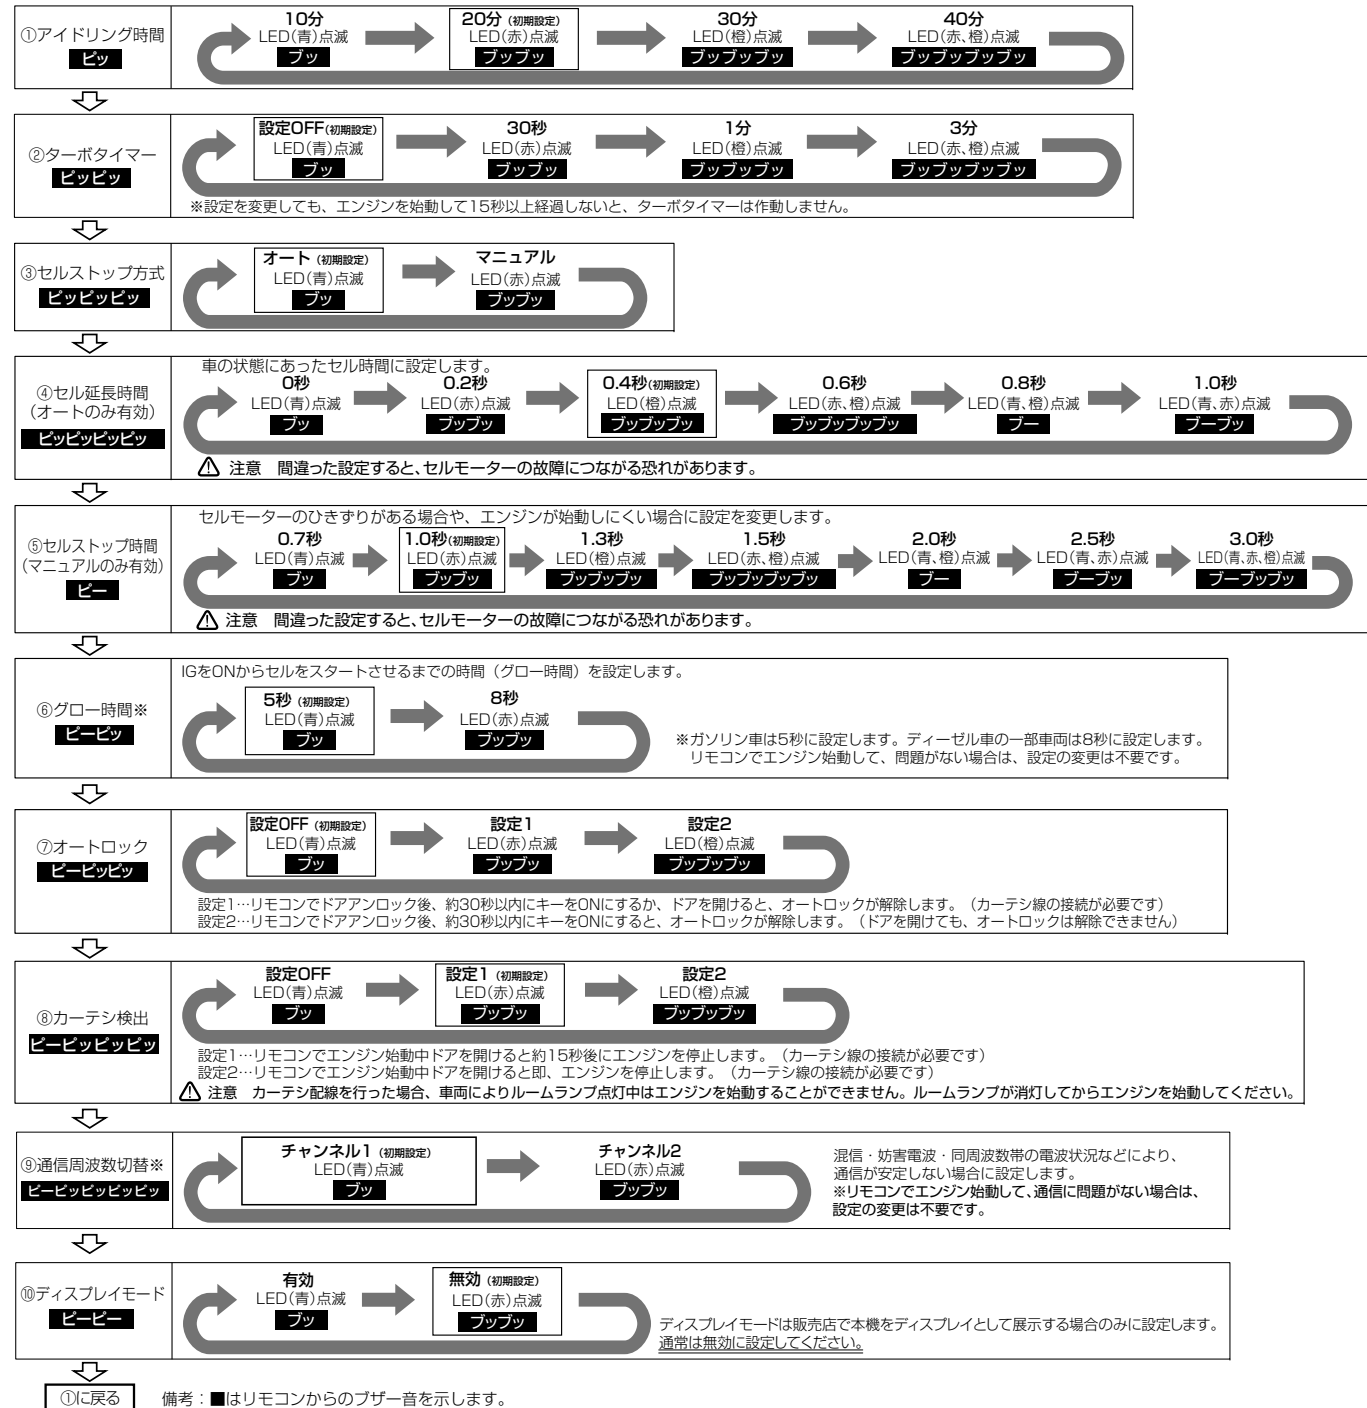 ①アイドリング時間
ピッ
10分
LED(青)点滅
ブッ
20分(初期設定)
LED(赤)点滅
ブッブッ
30分
LED(橙)点滅
ブッブッブッ
40分
LED(赤、橙)点滅
ブッブッブッブッ
②ターボタイマー
ピッピッ
設定OFF(初期設定)
LED(青)点滅
ブッ
30秒
LED(赤)点滅
ブッブッ
1分
LED(橙)点滅
ブッブッブッ
3分
LED(赤、橙)点滅
ブッブッブッブッ
※設定を変更しても、エンジンを始動して15秒以上経過しないと、ターボタイマーは作動しません。
③セルストップ方式
ピッピッピッ
オート(初期設定)
LED(青)点滅
ブッ
マニュアル
LED(赤)点滅
ブッブッ
④セル延長時間
(オートのみ有効)
ピッピッピッピッ
車の状態にあったセル時間に設定します。
0秒
LED(青)点滅
ブッ
0.2秒
LED(赤)点滅
ブッブッ
0.4秒(初期設定)
LED(橙)点滅
ブッブッブッ
0.6秒
LED(赤、橙)点滅
ブッブッブッブッ
0.8秒
LED(青、橙)点滅
ブー
1.0秒
LED(青、赤)点滅
ブーブッ
⚠ 注意 間違った設定すると、セルモーターの故障につながる恐れがあります。
⑤セルストップ時間
(マニュアルのみ有効)
ピー
セルモーターのひきずりがある場合や、エンジンが始動しにくい場合に設定を変更します。
0.7秒
LED(青)点滅
ブッ
1.0秒(初期設定)
LED(赤)点滅
ブッブッ
1.3秒
LED(橙)点滅
ブッブッブッ
1.5秒
LED(赤、橙)点滅
ブッブッブッブッ
2.0秒
LED(青、橙)点滅
ブー
2.5秒
LED(青、赤)点滅
ブーブッ
3.0秒
LED(青、赤、橙)点滅
ブーブッブッ
⚠ 注意 間違った設定すると、セルモーターの故障につながる恐れがあります。
⑥グロー時間※
ピーピッ
IGをONからセルをスタートさせるまでの時間(グロー時間)を設定します。
5秒(初期設定)
LED(青)点滅
ブッ
8秒
LED(赤)点滅
ブッブッ
※ガソリン車は5秒に設定します。ディーゼル車の一部車両は8秒に設定します。
リモコンでエンジン始動して、問題がない場合は、設定の変更は不要です。
⑦オートロック
ピーピッピッ
設定OFF(初期設定)
LED(青)点滅
ブッ
設定1
LED(赤)点滅
ブッブッ
設定2
LED(橙)点滅
ブッブッブッ
設定1…リモコンでドアアンロック後、約30秒以内にキーをONにするか、ドアを開けると、オートロックが解除します。(カーテシ線の接続が必要です)
設定2…リモコンでドアアンロック後、約30秒以内にキーをONにすると、オートロックが解除します。(ドアを開けても、オートロックは解除できません)
⑧カーテシ検出
ピーピッピッピッ
設定OFF
LED(青)点滅
ブッ
設定1(初期設定)
LED(赤)点滅
ブッブッ
設定2
LED(橙)点滅
ブッブッブッ
設定1…リモコンでエンジン始動中ドアを開けると約15秒後にエンジンを停止します。(カーテシ線の接続が必要です)
設定2…リモコンでエンジン始動中ドアを開けると即、エンジンを停止します。(カーテシ線の接続が必要です)
⚠ 注意 カーテシ配線を行った場合、車両によりルームランプ点灯中はエンジンを始動することができません。ルームランプが消灯してからエンジンを始動してください。
⑨通信周波数切替※
ピーピッピッピッピッ
チャンネル1(初期設定)
LED(青)点滅
ブッ
チャンネル2
LED(赤)点滅
ブッブッ
混信・妨害電波・同周波数帯の電波状況などにより、
通信が安定しない場合に設定します。
※リモコンでエンジン始動して、通信に問題がない場合は、
設定の変更は不要です。
⑩ディスプレイモード
ピーピー
有効
LED(青)点滅
ブッ
無効(初期設定)
LED(赤)点滅
ブッブッ
ディスプレイモードは販売店で本機をディスプレイとして展示する場合のみに設定します。
通常は無効に設定してください。
①に戻る
備考:■はリモコンからのブザー音を示します。